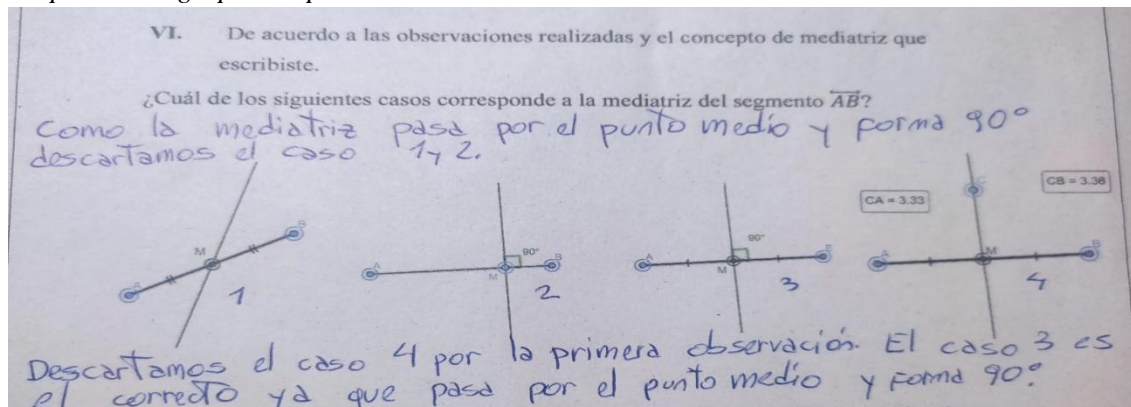 VI. De acuerdo a las observaciones realizadas y el concepto de mediatriz que
escribiste.
¿Cuál de los siguientes casos corresponde a la mediatriz del segmento AB?
Como la mediatriz pasa por el punto medio y forma 90°
descartamos el caso 1 y 2.
A M B
1
A M 90° B
2
A M 90° B
3
CA = 3.33
CB = 3.36
A M B
4
Descartamos el caso 4 por la primera observación. El caso 3 es
el correcto ya que pasa por el punto medio y forma 90°